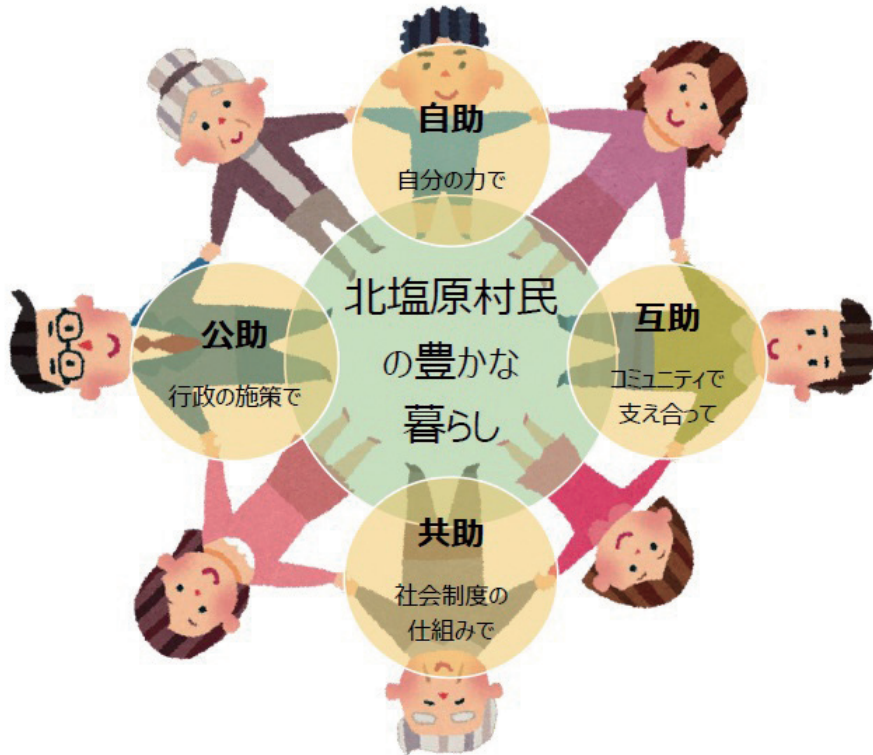 自助
自分の力で
北塩原村民
の豊かな
暮らし
公助
行政の施策で
互助
コミュニティで
支え合って
共助
社会制度の
仕組みで